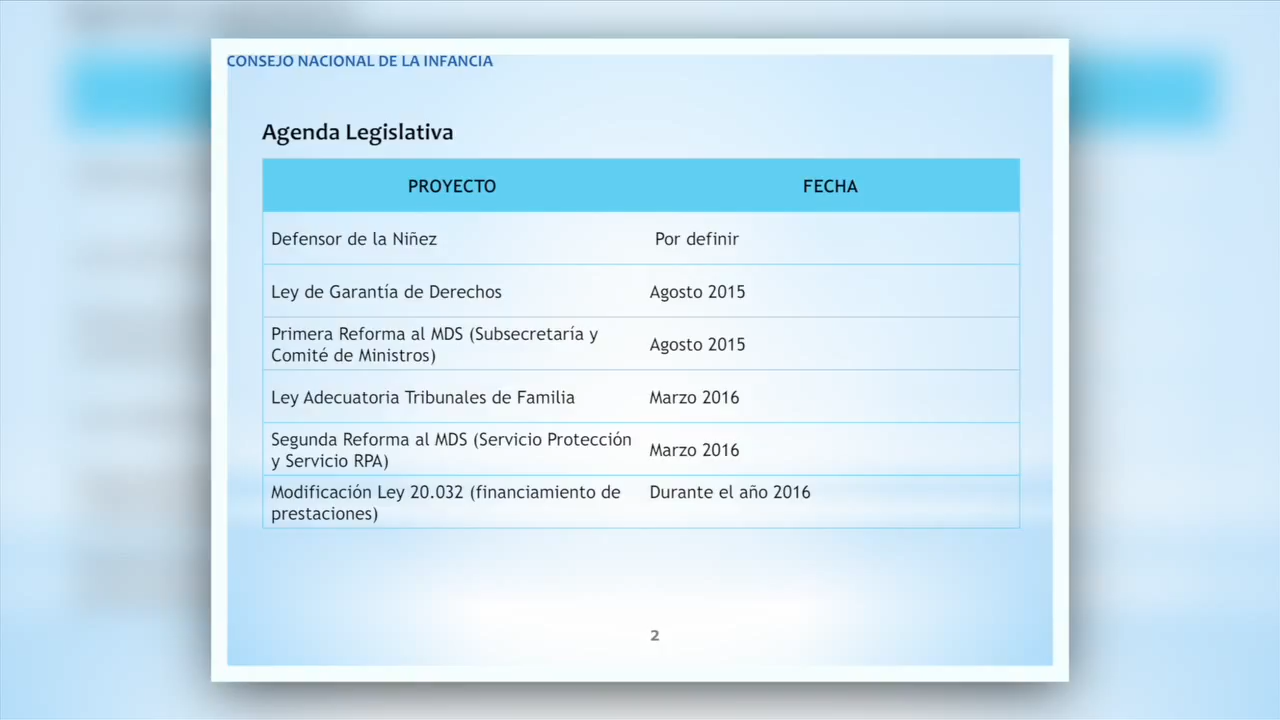 CONSEJO NACIONAL DE LA INFANCIA
Agenda Legislativa
PROYECTO FECHA
Defensor de la Niñez Por definir
Ley de Garantía de Derechos Agosto 2015
Primera Reforma al MDS (Subsecretaría y
Comité de Ministros) Agosto 2015
Ley Adecuatoria Tribunales de Familia Marzo 2016
Segunda Reforma al MDS (Servicio Protección
y Servicio RPA) Marzo 2016
Modificación Ley 20.032 (financiamiento de Durante el año 2016
prestaciones)
2